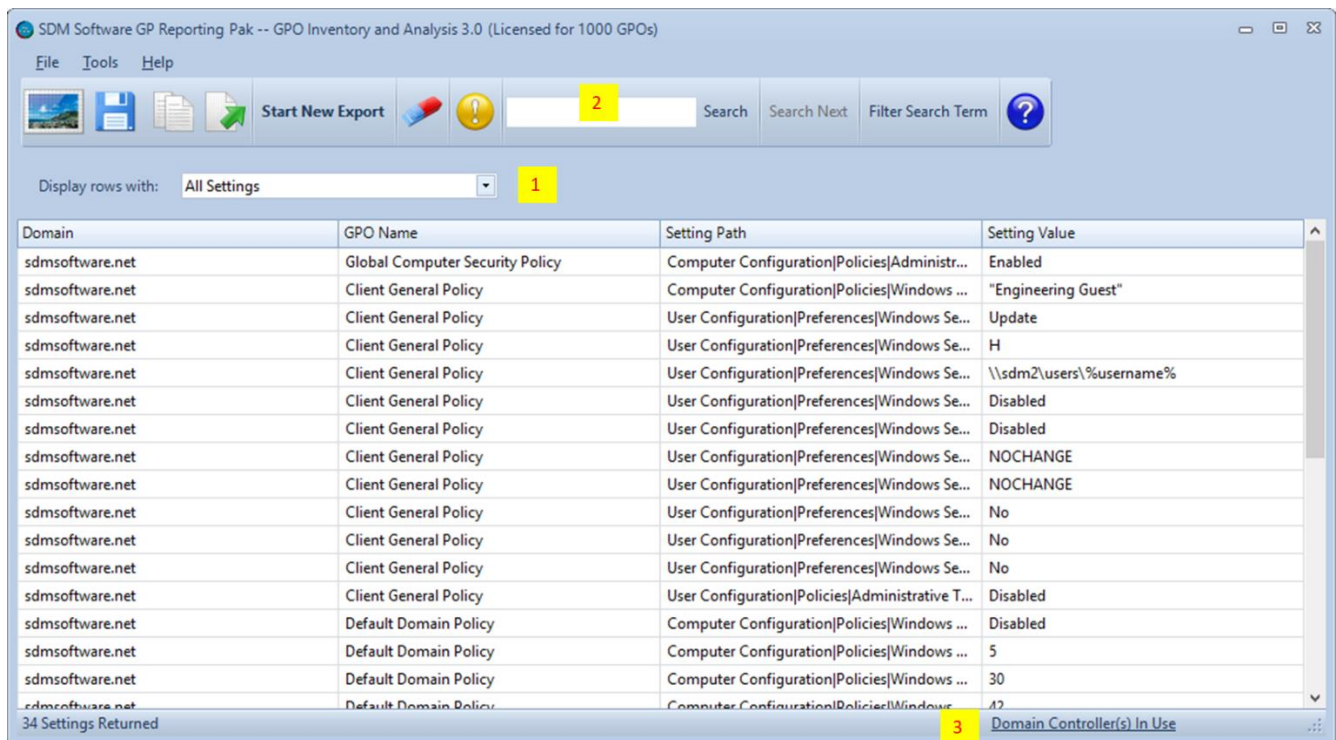 SDM Software GP Reporting Pak -- GPO Inventory and Analysis 3.0 (Licensed for 1000 GPOs)
File Tools Help
Start New Export 2 Search Search Next Filter Search Term ?
Display rows with: All Settings 1
Domain GPO Name Setting Path Setting Value
sdmsoftware.net Global Computer Security Policy Computer Configuration|Policies|Administr... Enabled
sdmsoftware.net Client General Policy Computer Configuration|Policies|Windows ... "Engineering Guest"
sdmsoftware.net Client General Policy User Configuration|Preferences|Windows Se... Update
sdmsoftware.net Client General Policy User Configuration|Preferences|Windows Se... H
sdmsoftware.net Client General Policy User Configuration|Preferences|Windows Se... \\sdm2\users\%username%
sdmsoftware.net Client General Policy User Configuration|Preferences|Windows Se... Disabled
sdmsoftware.net Client General Policy User Configuration|Preferences|Windows Se... Disabled
sdmsoftware.net Client General Policy User Configuration|Preferences|Windows Se... NOCHANGE
sdmsoftware.net Client General Policy User Configuration|Preferences|Windows Se... NOCHANGE
sdmsoftware.net Client General Policy User Configuration|Preferences|Windows Se... No
sdmsoftware.net Client General Policy User Configuration|Preferences|Windows Se... No
sdmsoftware.net Client General Policy User Configuration|Preferences|Windows Se... No
sdmsoftware.net Client General Policy User Configuration|Policies|Administrative T... Disabled
sdmsoftware.net Default Domain Policy Computer Configuration|Policies|Windows ... Disabled
sdmsoftware.net Default Domain Policy Computer Configuration|Policies|Windows ... 5
sdmsoftware.net Default Domain Policy Computer Configuration|Policies|Windows ... 30
sdmsoftware.net Default Domain Policy Computer Configuration|Policies|Windows ... 42
34 Settings Returned 3 Domain Controller(s) In Use